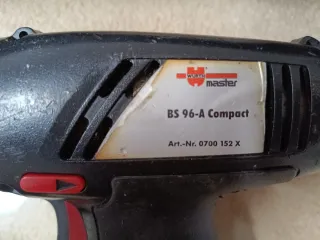 WÜRTH
master
BS 96-A Compact
Art.-Nr. 0700 152 X